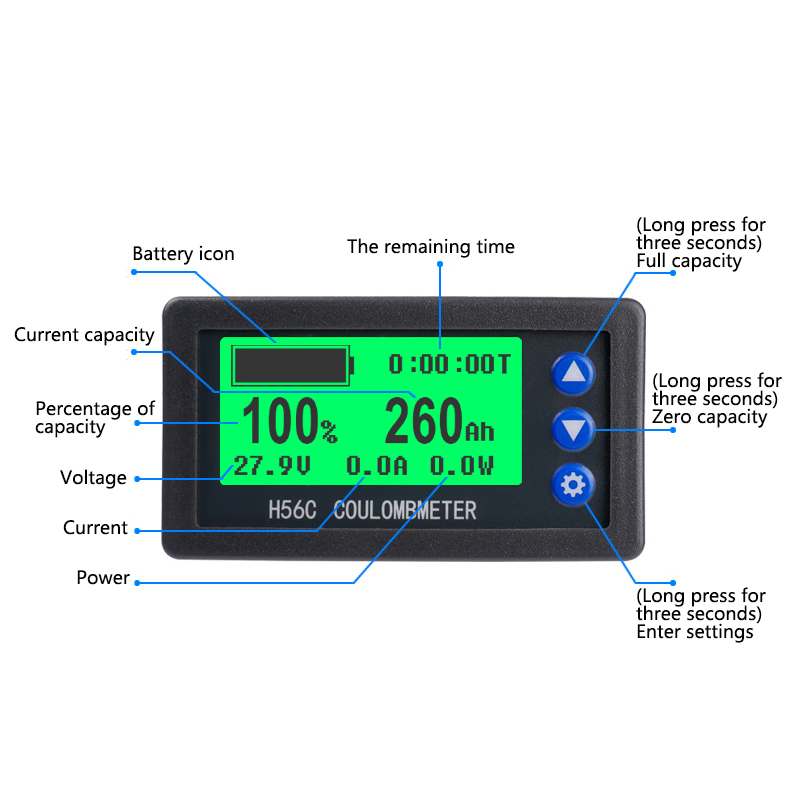 (Long press for
three seconds)
Full capacity
Battery icon
The remaining time
Current capacity
0:00:00T
Percentage of
capacity
100%
260Ah
(Long press for
three seconds)
Zero capacity
Voltage
27.9V 0.0A 0.0W
Current
H56C COULOMBMETER
Power
(Long press for
three seconds)
Enter settings